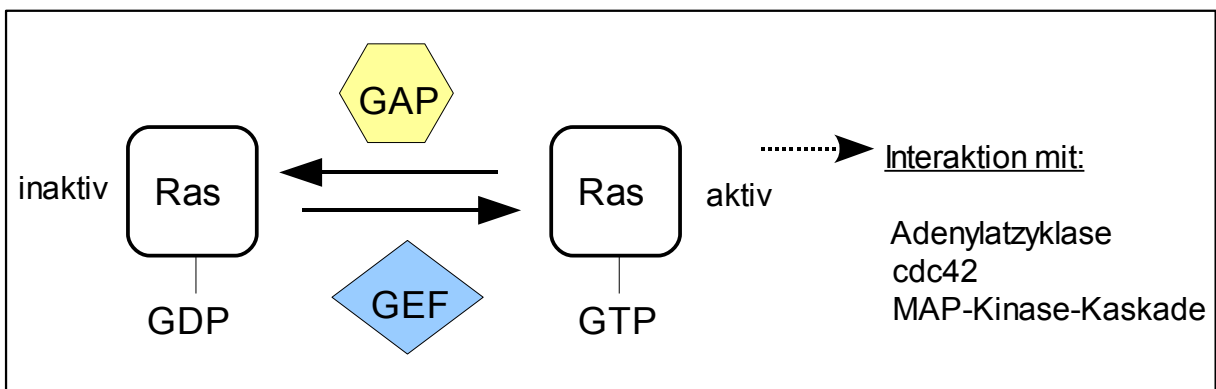 GAP
inaktiv
Ras
Ras
aktiv
GDP
GEF
GTP
Interaktion mit:
Adenylatzyklase
cdc42
MAP-Kinase-Kaskade